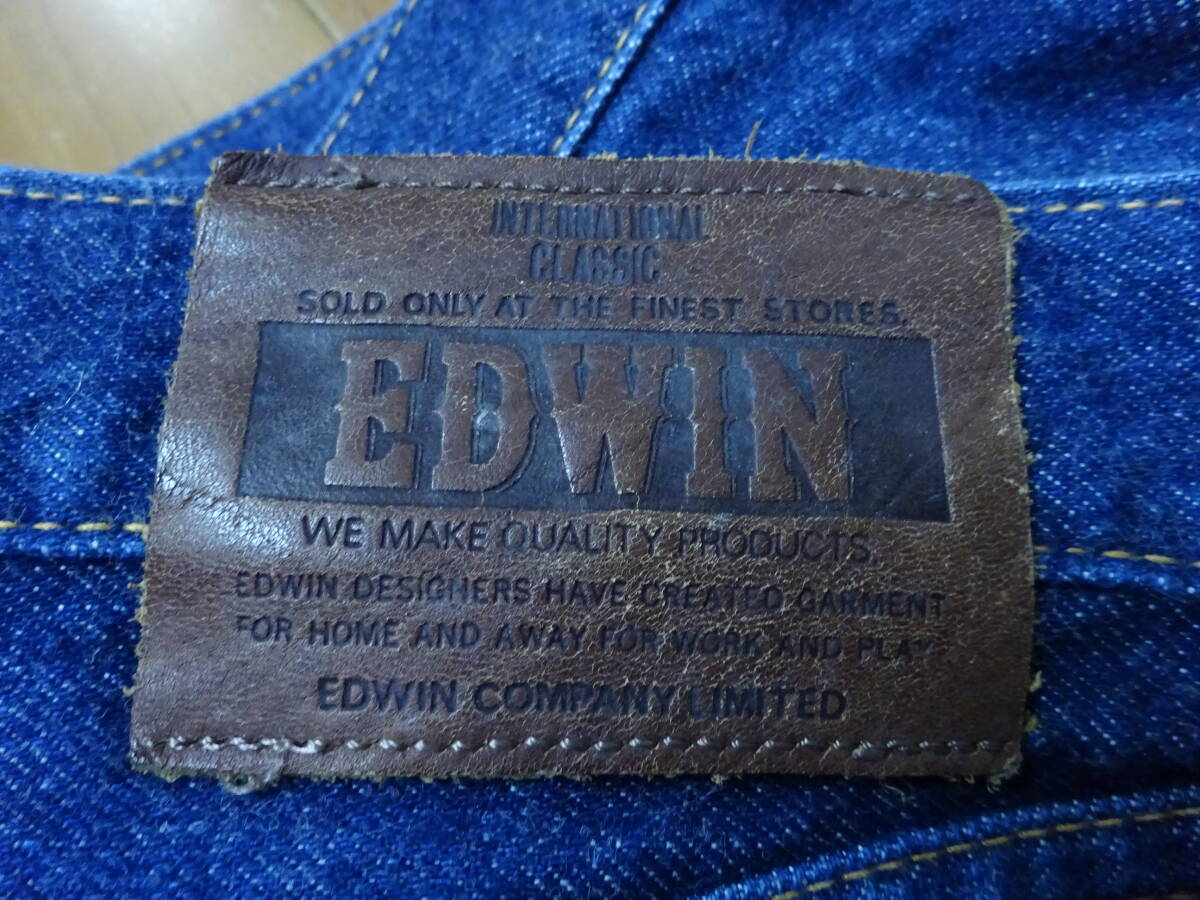 INTERNATIONAL
CLASSIC
SOLD ONLY AT THE FINEST STORES.
EDWIN
WE MAKE QUALITY PRODUCTS.
EDWIN DESIGNERS HAVE CREATED GARMENT
FOR HOME AND AWAY FOR WORK AND PLAY
EDWIN COMPANY LIMITED